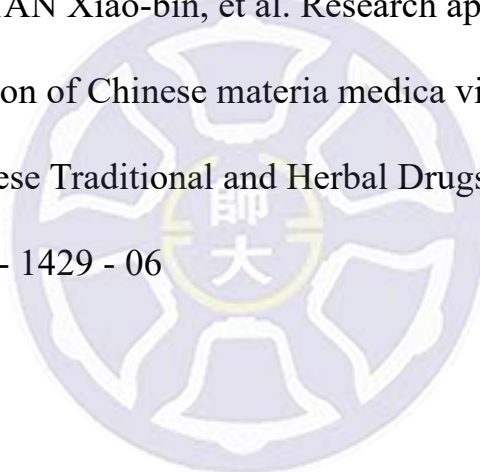 IAN Xiao-bin, et al. Research ap
on of Chinese materia medica vi
ese Traditional and Herbal Drugs
師
大
- 1429 - 06